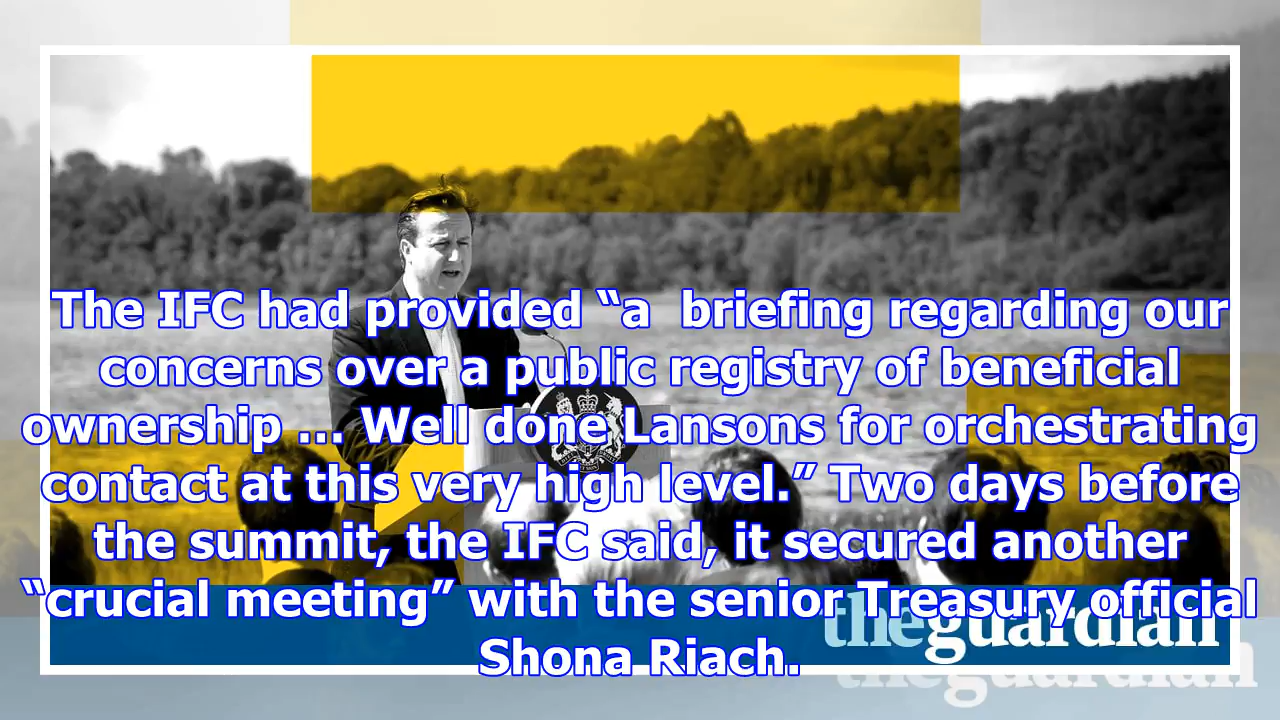 The IFC had provided “a  briefing regarding our
concerns over a public registry of beneficial
ownership ... Well done Lansons for orchestrating
contact at this very high level.” Two days before
the summit, the IFC said, it secured another
“crucial meeting” with the senior Treasury official
Shona Riach.
theguardian
theguardian